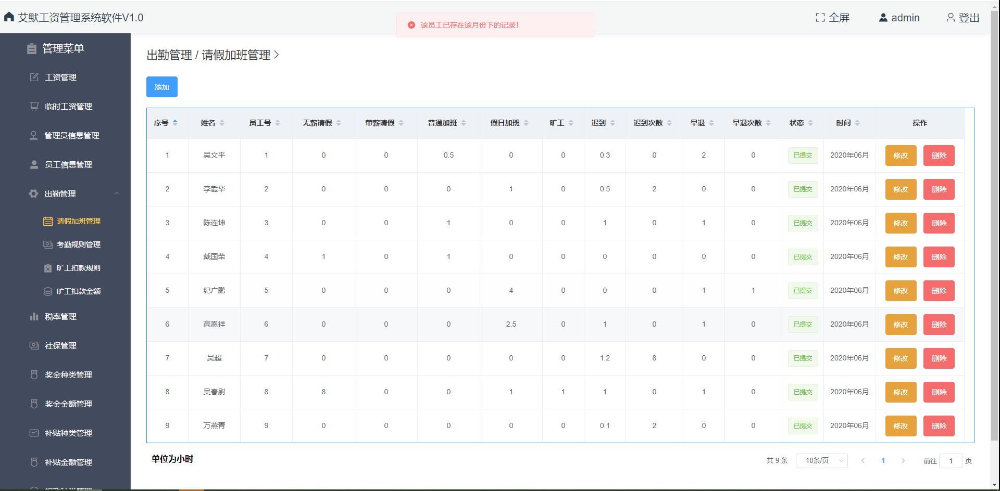 艾默工资管理系统软件V1.0
该员工已存在该月份下的记录!
全屏
admin
登出
管理菜单
工资管理
临时工资管理
管理员信息管理
员工信息管理
出勤管理
请假加班管理
考勤规则管理
旷工扣款规则
旷工扣款金额
税率管理
社保管理
奖金种类管理
奖金金额管理
补贴种类管理
补贴金额管理
出勤管理 / 请假加班管理
添加
序号 姓名 员工号 无薪请假 带薪请假 普通加班 假日加班 旷工 迟到 迟到次数 早退 早退次数 状态 时间 操作
1 吴文平 1 0 0 0.5 0 0 0.3 0 2 0 已提交 2020年06月 修改 删除
2 李爱华 2 0 0 0 1 0 0.5 2 0 0 已提交 2020年06月 修改 删除
3 陈连坤 3 0 0 1 0 0 1 0 1 0 已提交 2020年06月 修改 删除
4 戴国荣 4 1 0 1 0 0 0 0 0 0 已提交 2020年06月 修改 删除
5 纪广鹏 5 0 0 0 4 0 0 0 1 1 已提交 2020年06月 修改 删除
6 高恩祥 6 0 0 0 2.5 0 1 0 1 0 已提交 2020年06月 修改 删除
7 吴超 7 0 0 0 0 0 1.2 8 0 0 已提交 2020年06月 修改 删除
8 吴春尉 8 8 0 0 1 1 1 0 1 0 已提交 2020年06月 修改 删除
9 万燕青 9 0 0 0 0 0 0.1 2 0 0 已提交 2020年06月 修改 删除
单位为小时
共 9 条 10条/页 1 前往 1 页